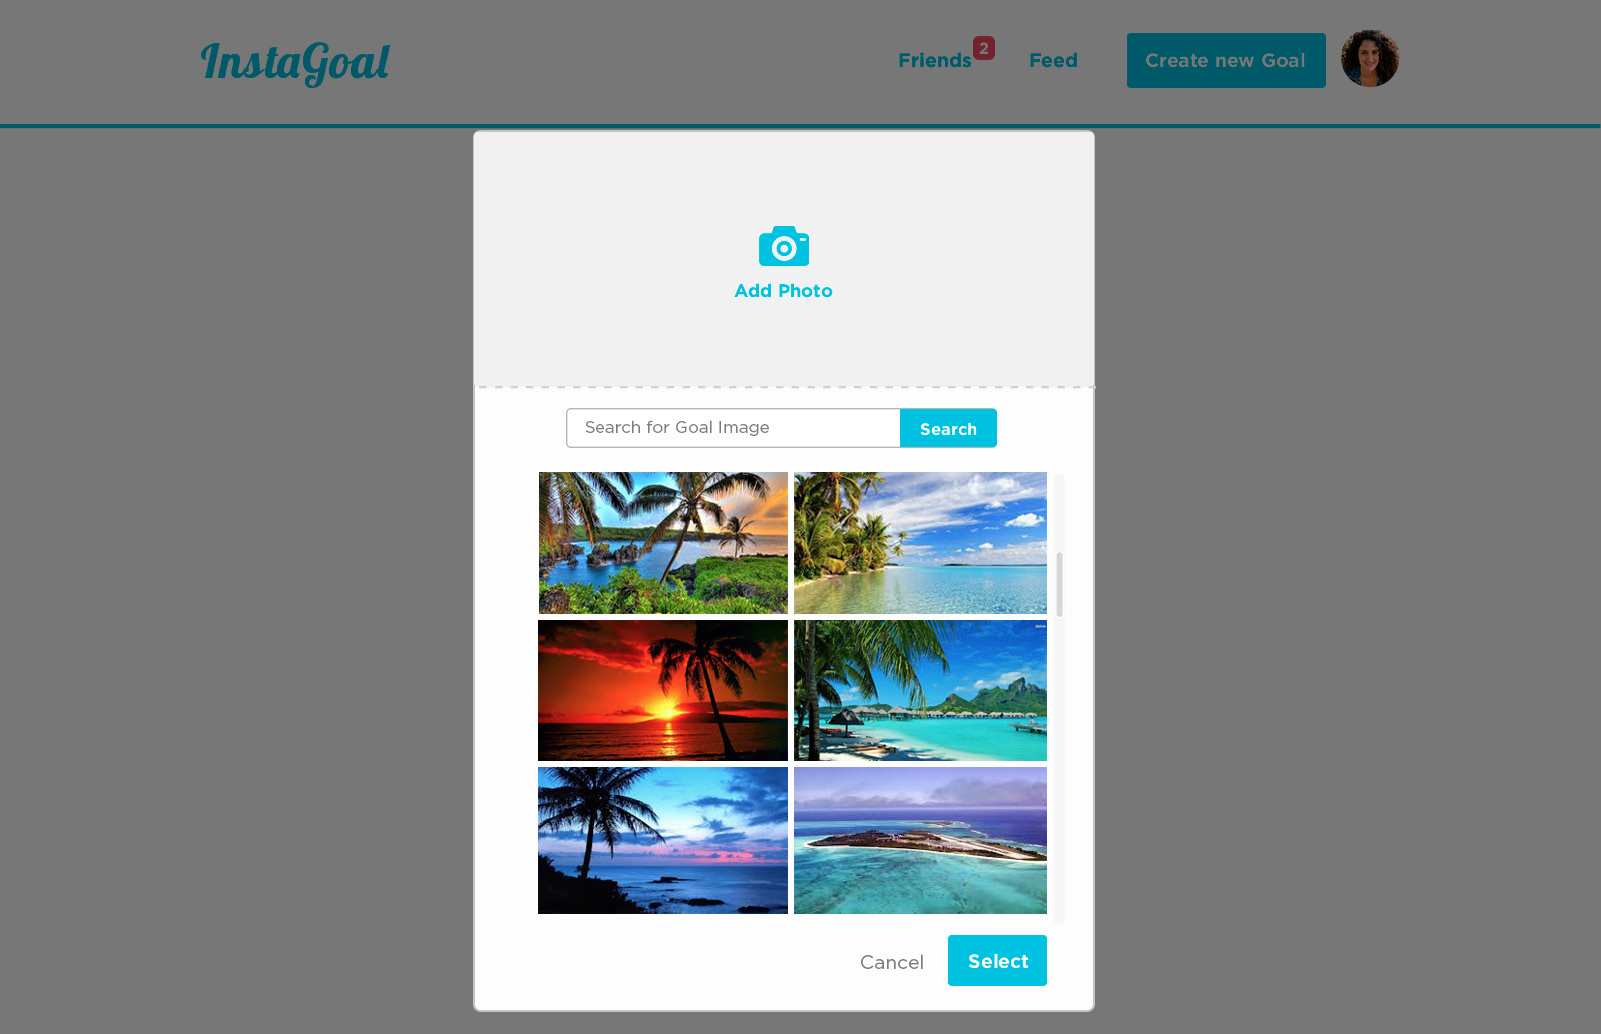 InstaGoal
Friends
2
Feed
Create new Goal
Add Photo
Search for Goal Image
Search
Cancel
Select